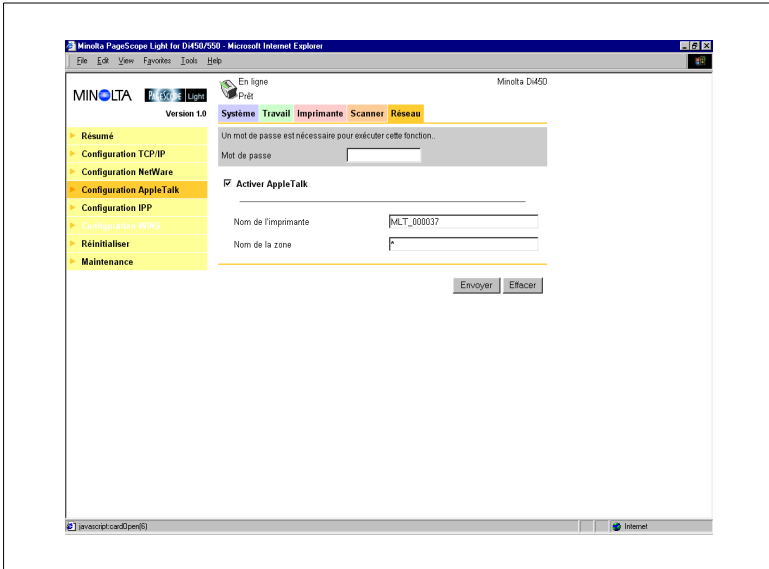 Minolta PageScope Light for Di450/550 - Microsoft Internet Explorer
File Edit View Favorites Tools Help
MINOLTA PAGESCOPE Light
Version 1.0
En ligne
Prêt
Minolta Di450
Système Travail Imprimante Scanner Réseau
Résumé
Configuration TCP/IP
Configuration NetWare
Configuration AppleTalk
Configuration IPP
Configuration WINS
Réinitialiser
Maintenance
Un mot de passe est nécessaire pour exécuter cette fonction..
Mot de passe
Activer AppleTalk
Nom de l'imprimante MLT_000037
Nom de la zone *
Envoyer Effacer
javascript:cardOpen(6) Internet